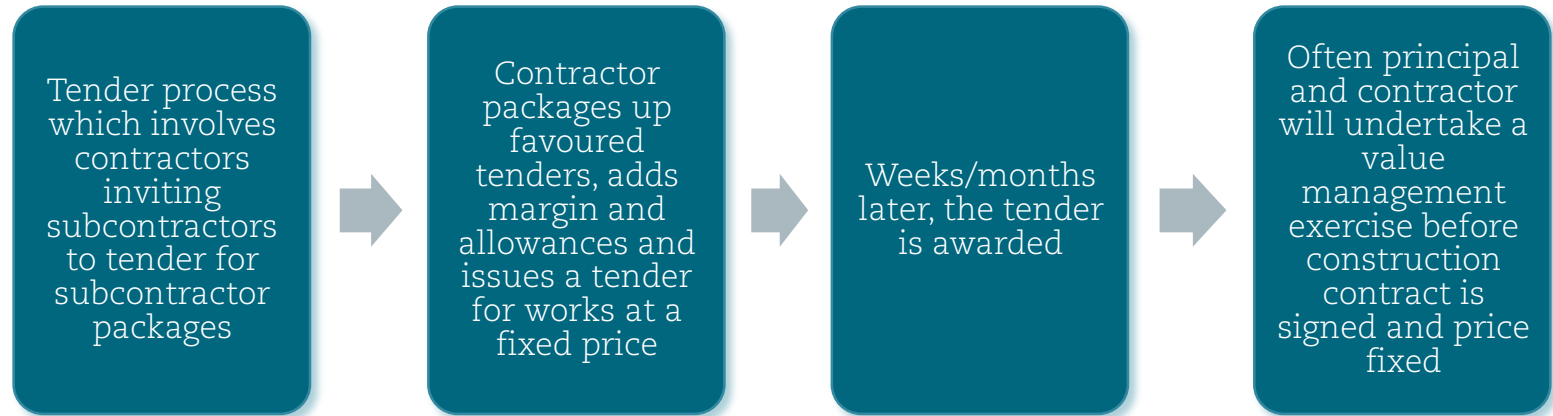 Tender process
which involves
contractors
inviting
subcontractors
to tender for
subcontractor
packages
Contractor
packages up
favoured
tenders, adds
margin and
allowances and
issues a tender
for works at a
fixed price
Weeks/months
later, the tender
is awarded
Often principal
and contractor
will undertake a
value
management
exercise before
construction
contract is
signed and price
fixed